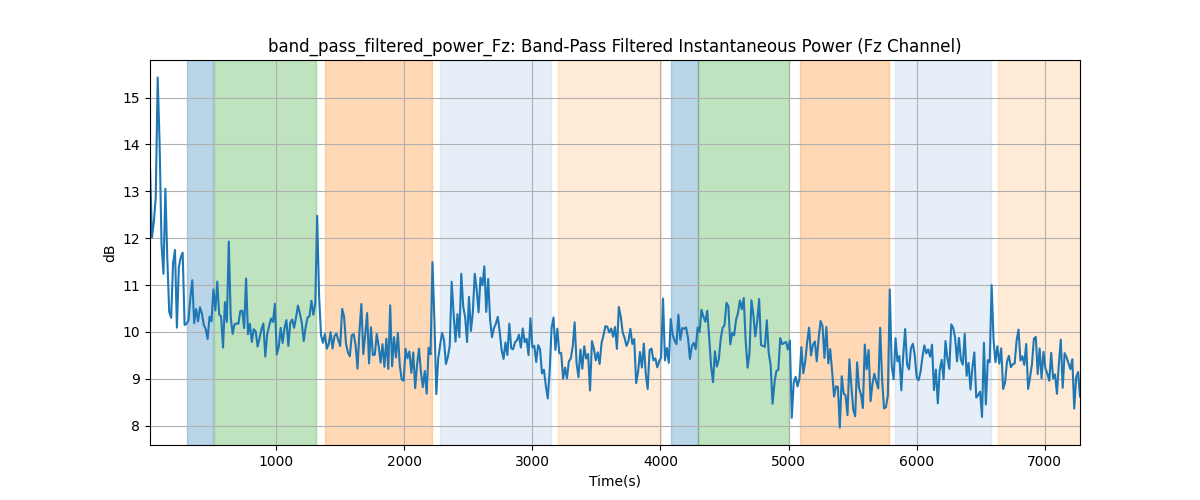 band_pass_filtered_power_Fz: Band-Pass Filtered Instantaneous Power (Fz Channel)
15
14
13
12
11
10
9
8
dB
1000 2000 3000 4000 5000 6000 7000
Time(s)